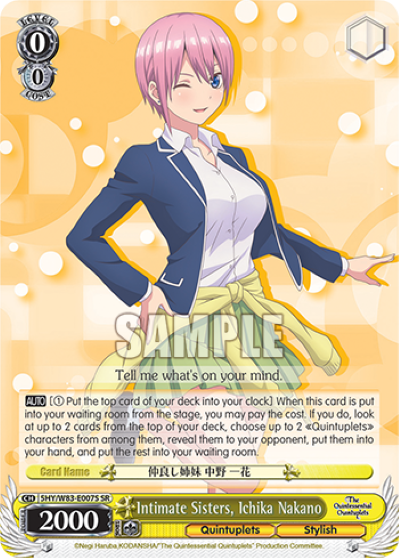 LEVEL
0
0
COST
SAMPLE
Tell me what's on your mind.
AUTO [① Put the top card of your deck into your clock] When this card is put
into your waiting room from the stage, you may pay the cost. If you do, look
at up to 2 cards from the top of your deck, choose up to 2 «Quintuplets»
characters from among them, reveal them to your opponent, put them into
your hand, and put the rest into your waiting room.
Card Name 仲良し姉妹 中野 一花
CH 5HY/W83-E007S SR
Intimate Sisters, Ichika Nakano
The Quintessential Quintuplets
2000
Quintuplets Stylish
©Negi Haruba,KODANSHA/"The Quintessential Quintuplets" Production Committee